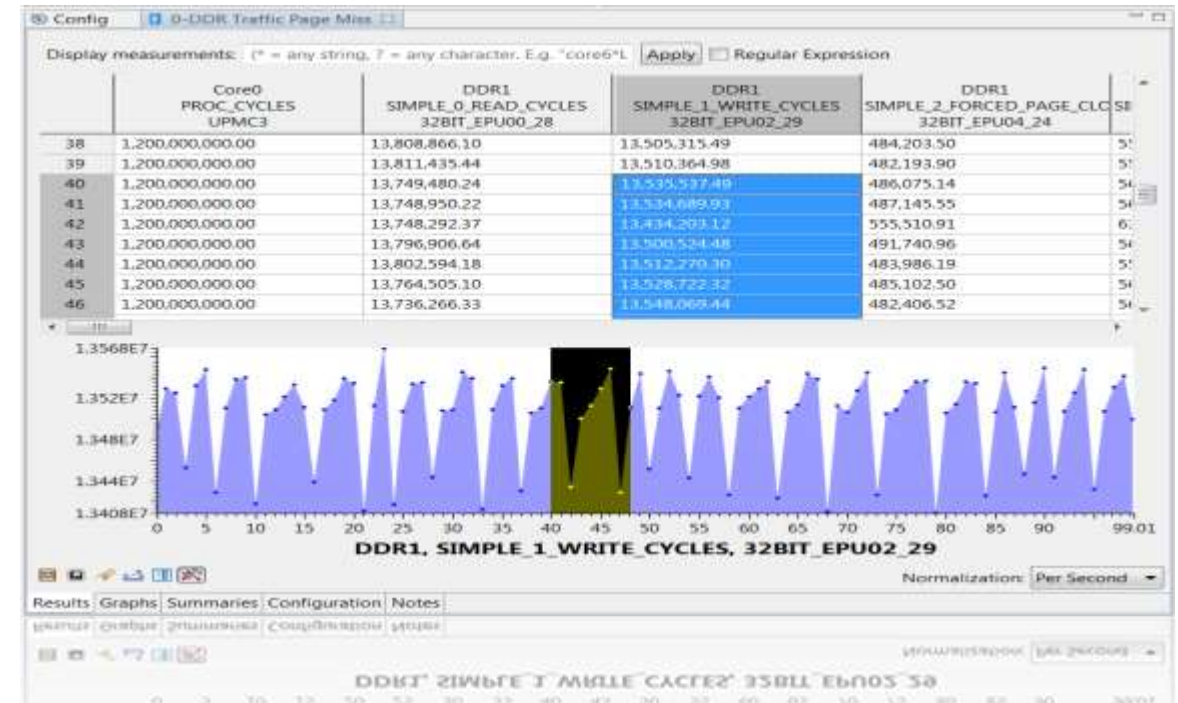 Config 0-DDR Traffic Page Miss
Display measurements: (* = any string, ? = any character. E.g. "core6*L Apply Regular Expression
Core0 DDR1 DDR1 DDR1
PROC_CYCLES SIMPLE_0_READ_CYCLES SIMPLE_1_WRITE_CYCLES SIMPLE_2_FORCED_PAGE_CLO SI
UPMC3 32BIT_EPU00_28 32BIT_EPU02_29 32BIT_EPU04_24
38 1,200,000,000.00 13,808,866.10 13,505,315.49 484,203.50
39 1,200,000,000.00 13,811,435.44 13,510,364.98 482,193.90
40 1,200,000,000.00 13,749,480.24 13,535,537.49 486,075.14
41 1,200,000,000.00 13,748,950.22 13,534,689.93 487,145.55
42 1,200,000,000.00 13,748,292.37 13,434,203.12 555,510.91
43 1,200,000,000.00 13,796,906.64 13,500,524.48 491,740.96
44 1,200,000,000.00 13,802,594.18 13,512,270.30 483,986.19
45 1,200,000,000.00 13,764,505.10 13,528,722.32 485,102.50
46 1,200,000,000.00 13,736,266.33 13,548,069.44 482,406.52
1.3568E7
1.352E7
1.348E7
1.344E7
1.3408E7
0 5 10 15 20 25 30 35 40 45 50 55 60 65 70 75 80 85 90 99.01
DDR1, SIMPLE_1_WRITE_CYCLES, 32BIT_EPU02_29
Normalization: Per Second
Results Graphs Summaries Configuration Notes